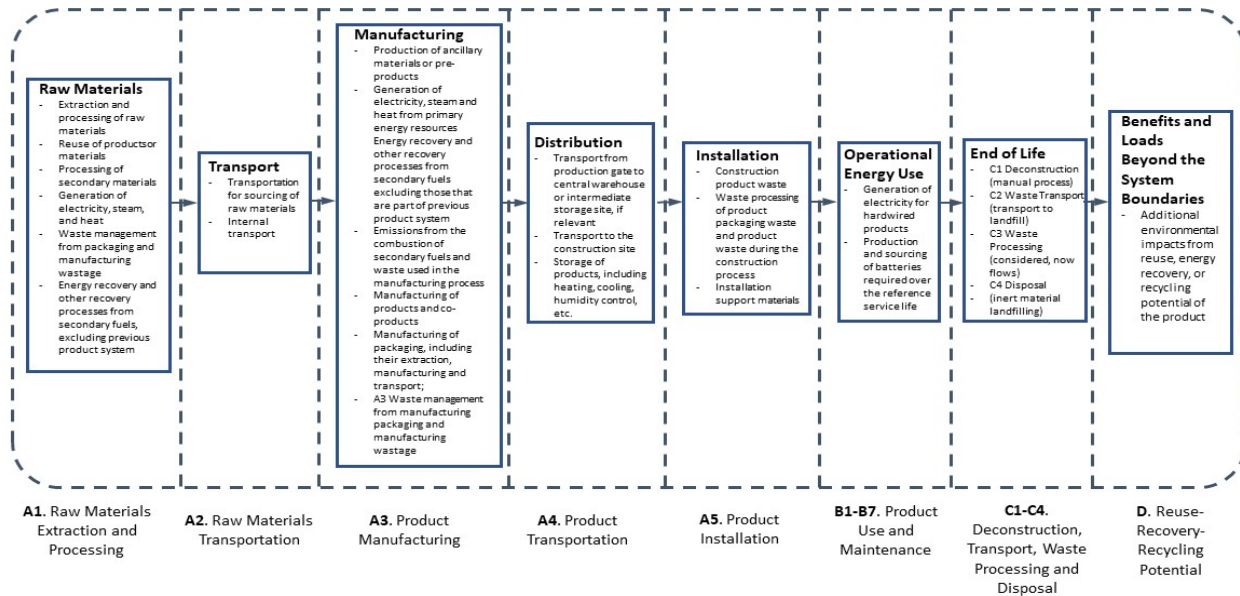 Raw Materials
- Extraction and
processing of raw
materials
- Reuse of productsor
materials
- Processing of
secondary materials
- Generation of
electricity, steam,
and heat
- Waste management
from packaging and
manufacturing
wastage
- Energy recovery and
other recovery
processes from
secondary fuels,
excluding previous
product system
Transport
- Transportation
for sourcing of
raw materials
- Internal
transport
Manufacturing
- Production of ancillary
materials or pre-
products
- Generation of
electricity, steam and
heat from primary
energy resources
Energy recovery and
other recovery
processes from
secondary fuels
excluding those that
are part of previous
product system
- Emissions from the
combustion of
secondary fuels and
waste used in the
manufacturing process
- Manufacturing of
products and co-
products
- Manufacturing of
packaging, including
their extraction,
manufacturing and
transport;
- A3 Waste management
from manufacturing
packaging and
manufacturing
wastage
Distribution
- Transport from
production gate to
central warehouse
or intermediate
storage site, if
relevant
- Transport to the
construction site
- Storage of
products, including
heating, cooling,
humidity control,
etc.
Installation
- Construction
product waste
- Waste processing
of product
packaging waste
and product
waste during the
construction
process
- Installation
support materials
Operational
Energy Use
- Generation of
electricity for
hardwired
products
- Production
and sourcing
of batteries
required over
the reference
service life
End of Life
- C1 Deconstruction
(manual process)
- C2 Waste Transport
(transport to
landfill)
- C3 Waste
Processing
(considered, now
flows)
- C4 Disposal
- (inert material
landfilling)
Benefits and
Loads
Beyond the
System
Boundaries
- Additional
environmental
impacts from
reuse, energy
recovery, or
recycling
potential of
the product
A1. Raw Materials
Extraction and
Processing
A2. Raw Materials
Transportation
A3. Product
Manufacturing
A4. Product
Transportation
A5. Product
Installation
B1-B7. Product
Use and
Maintenance
C1-C4.
Deconstruction,
Transport, Waste
Processing and
Disposal
D. Reuse-
Recovery-
Recycling
Potential